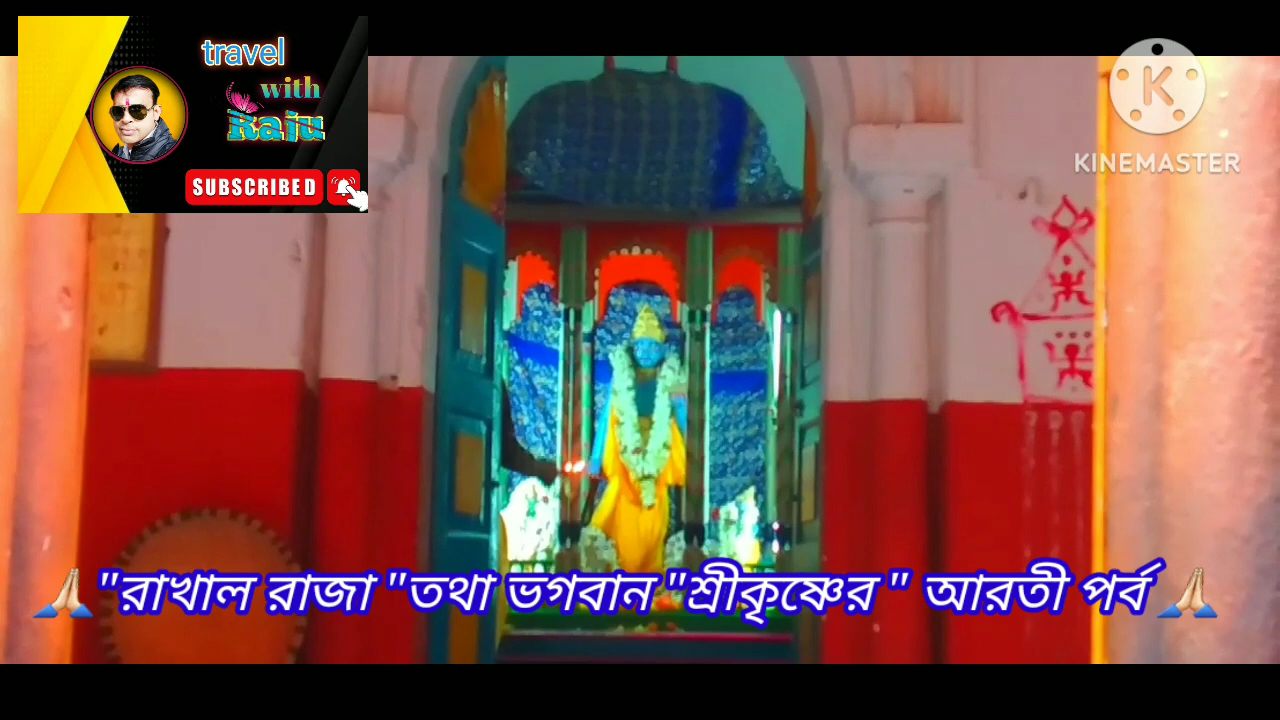 travel
with
Raju
SUBSCRIBED
K
KINEMASTER
🙏🏻"রাখাল রাজা "তথা ভগবান "শ্রীকৃষ্ণের " আরতী পর্ব 🙏🏻